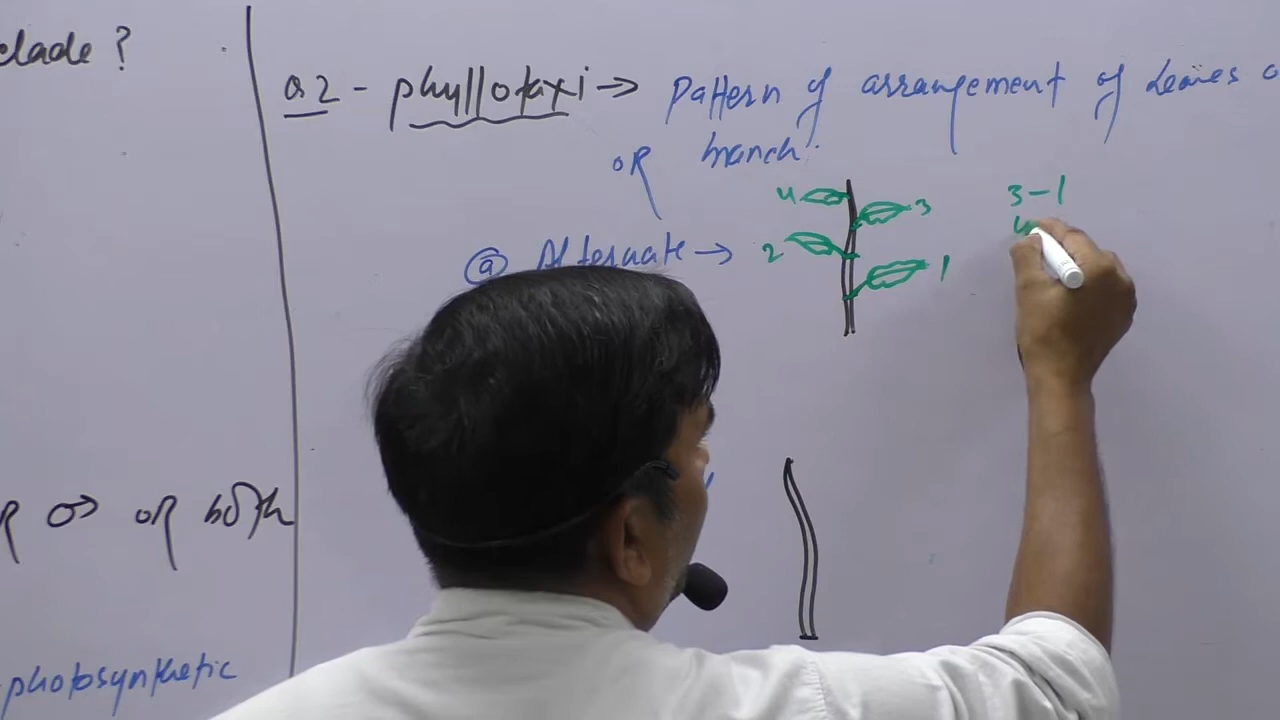 clade ?
Q2 - phyllotaxi → Pattern of arrangement of Leaves
OR branch.
4
3
3-1
2
ⓐ Alternate →
1
4
OR both
photosynthetic